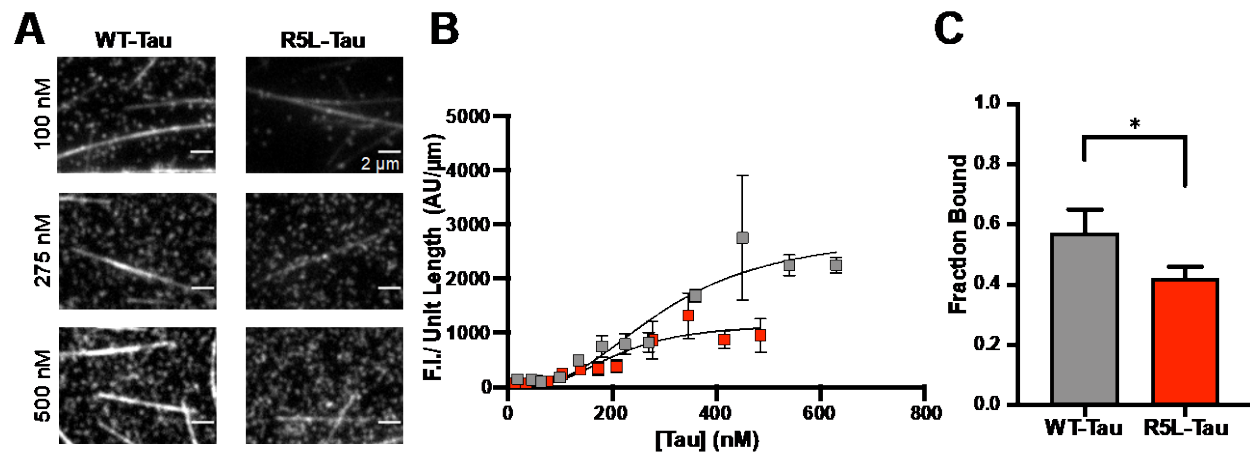 A
WT-Tau
R5L-Tau
100 nM
2 µm
275 nM
500 nM
B
F.I./ Unit Length (AU/µm)
5000
4000
3000
2000
1000
0
0
200
400
600
800
[Tau] (nM)
C
Fraction Bound
1.0
0.8
0.6
0.4
0.2
0.0
*
WT-Tau
R5L-Tau